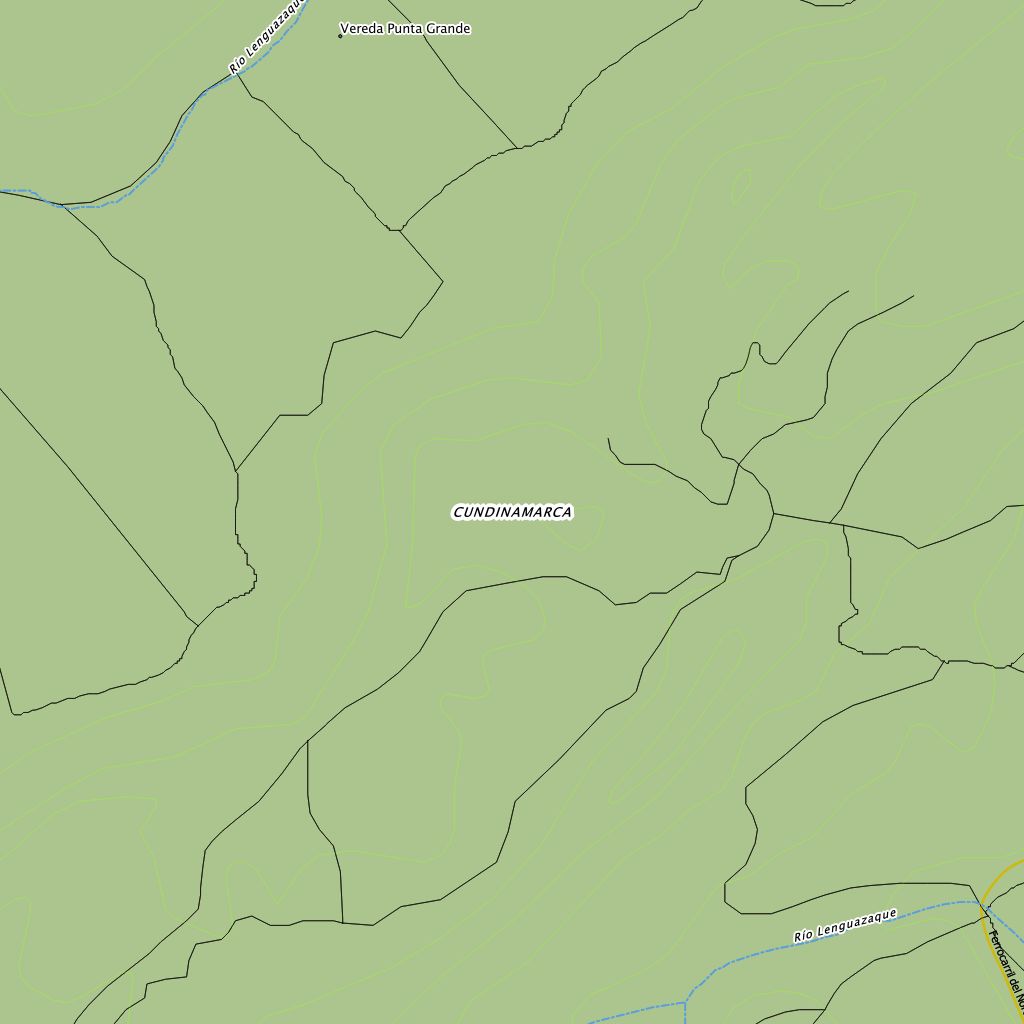 Río Lenguazaque
Vereda Punta Grande
CUNDINAMARCA
Río Lenguazaque
Ferrocarril del